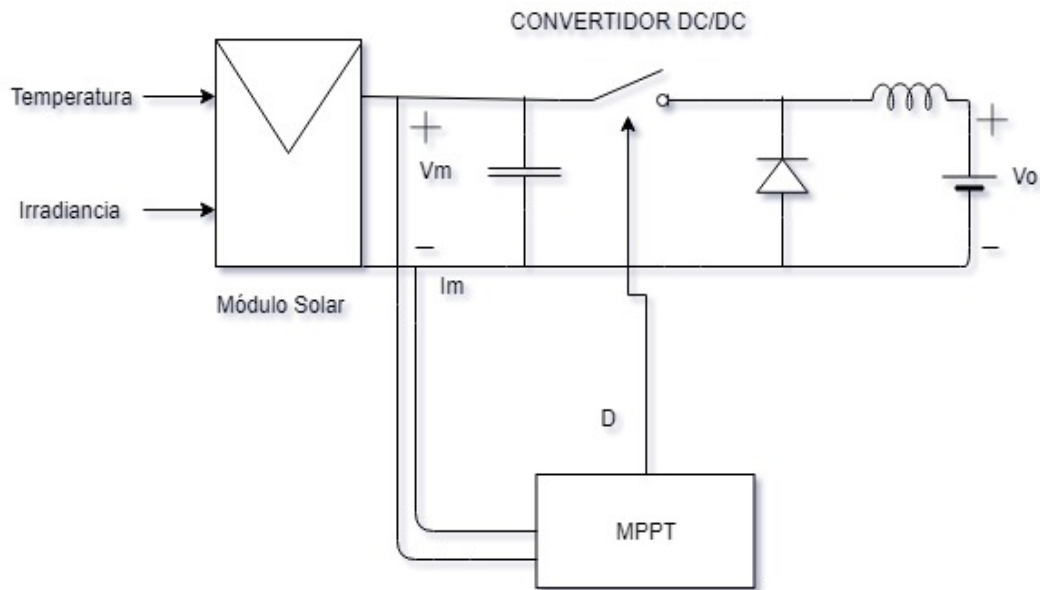 CONVERTIDOR DC/DC
Temperatura
+
+
Vm
Vo
Irradiancia
−
−
Im
Módulo Solar
D
MPPT